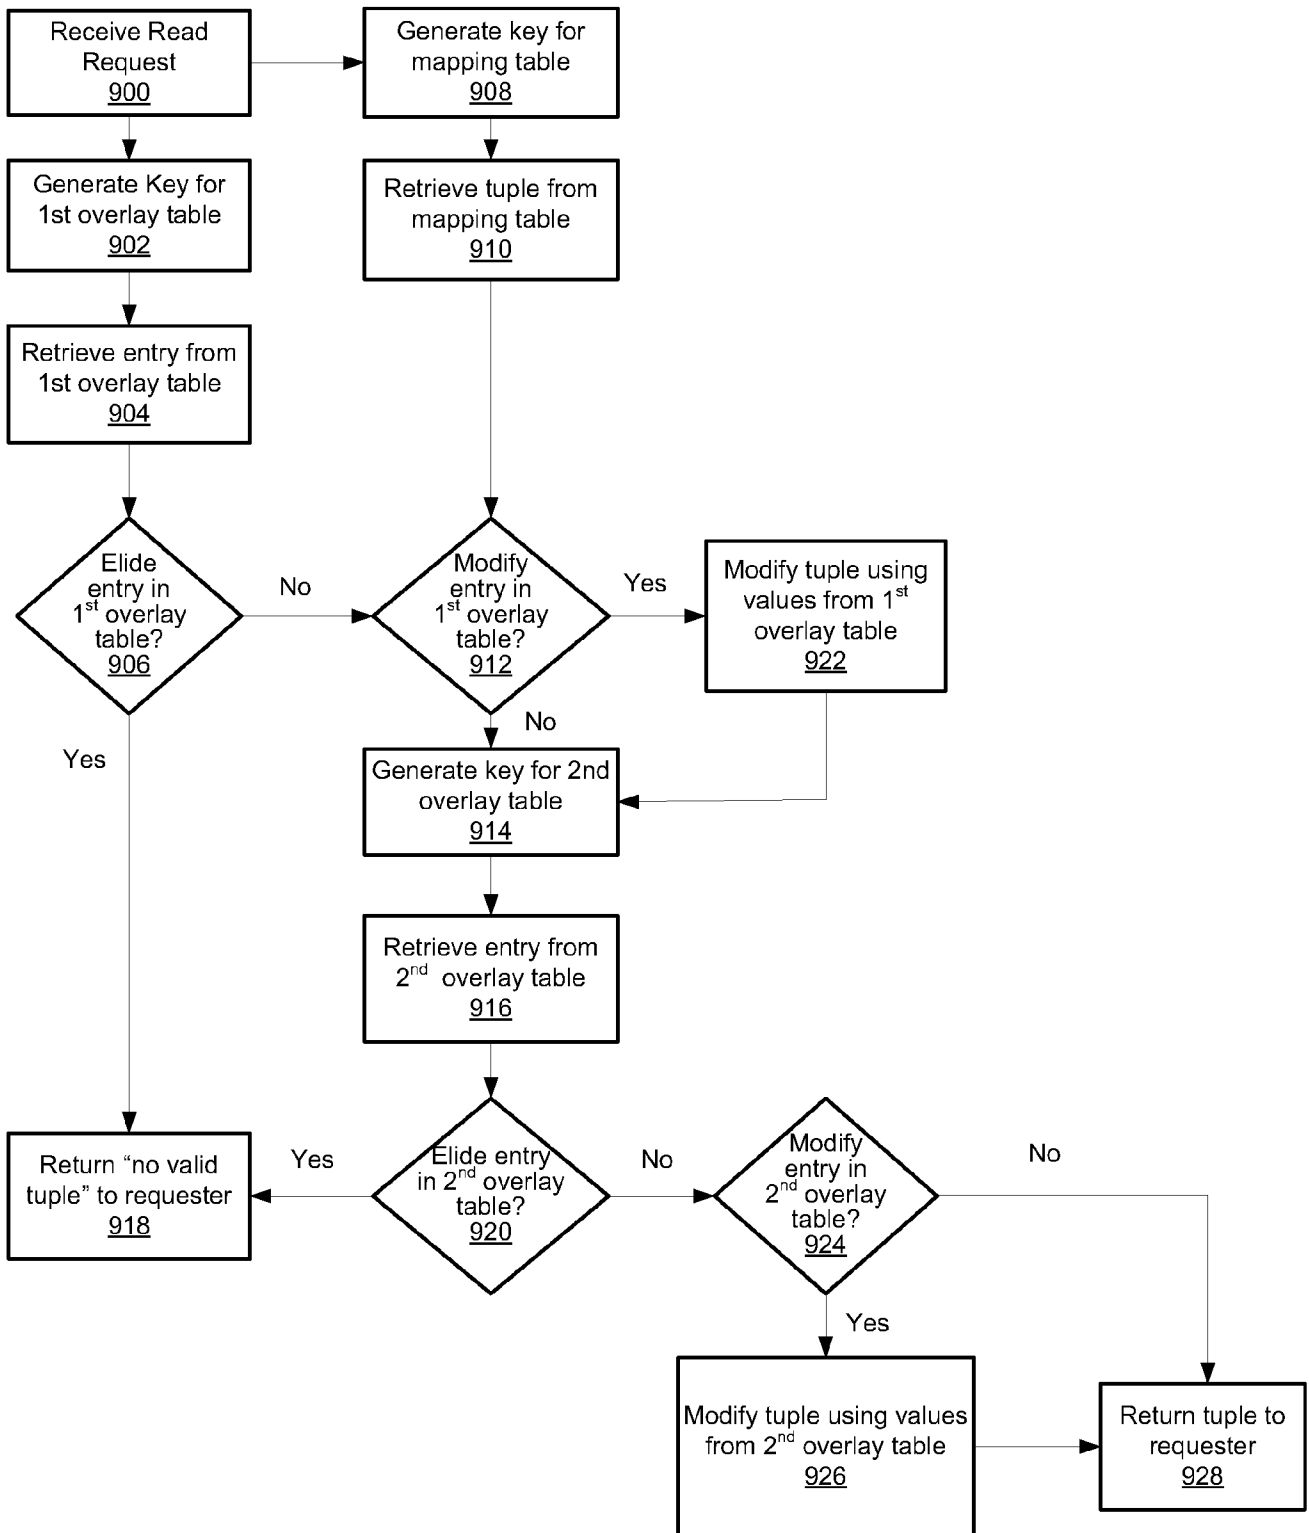 Receive Read
Request
900
Generate key for
mapping table
908
Generate Key for
1st overlay table
902
Retrieve tuple from
mapping table
910
Retrieve entry from
1st overlay table
904
Elide
entry in
1st overlay
table?
906
No
Modify
entry in
1st overlay
table?
912
Yes
Modify tuple using
values from 1st
overlay table
922
Yes
No
Generate key for 2nd
overlay table
914
Retrieve entry from
2nd overlay table
916
Return “no valid
tuple” to requester
918
Yes
Elide entry
in 2nd overlay
table?
920
No
Modify
entry in
2nd overlay
table?
924
No
Yes
Modify tuple using values
from 2nd overlay table
926
Return tuple to
requester
928